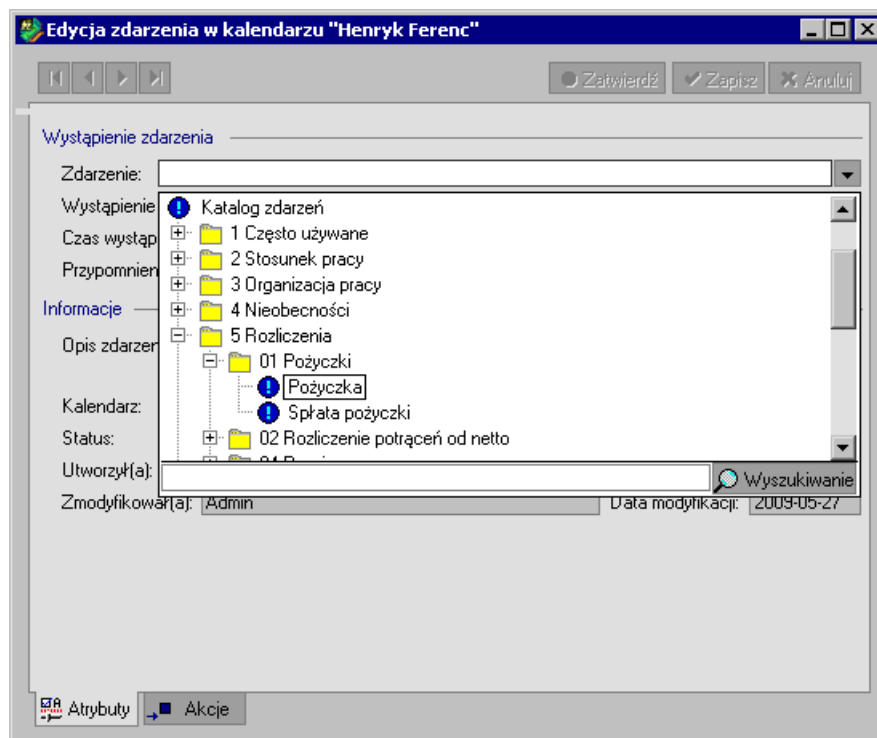 Edycja zdarzenia w kalendarzu "Henryk Ferenc"
Zatwierdź Zapisz Anuluj
Wystąpienie zdarzenia
Zdarzenie:
Wystąpienie
Katalog zdarzeń
Czas wystąp
1 Często używane
2 Stosunek pracy
Przypomnien
3 Organizacja pracy
Informacje
4 Nieobecności
Opis zdarzen
5 Rozliczenia
01 Pożyczki
Pożyczka
Kalendarz:
Spłata pożyczki
Status:
02 Rozliczenie potrąceń od netto
Utworzył(a):
Wyszukiwanie
Zmodyfikował(a): Admin Data modyfikacji: 2009-05-27
Atrybuty Akcje